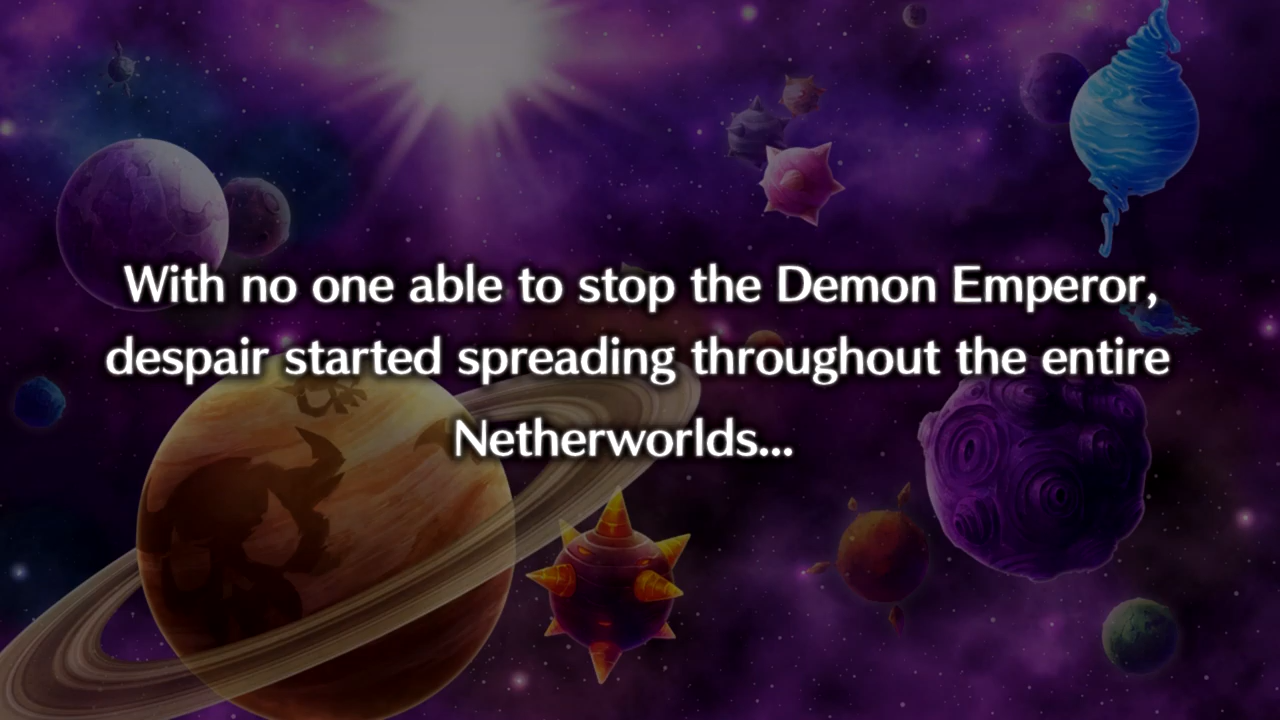 With no one able to stop the Demon Emperor,
despair started spreading throughout the entire
Netherworlds...